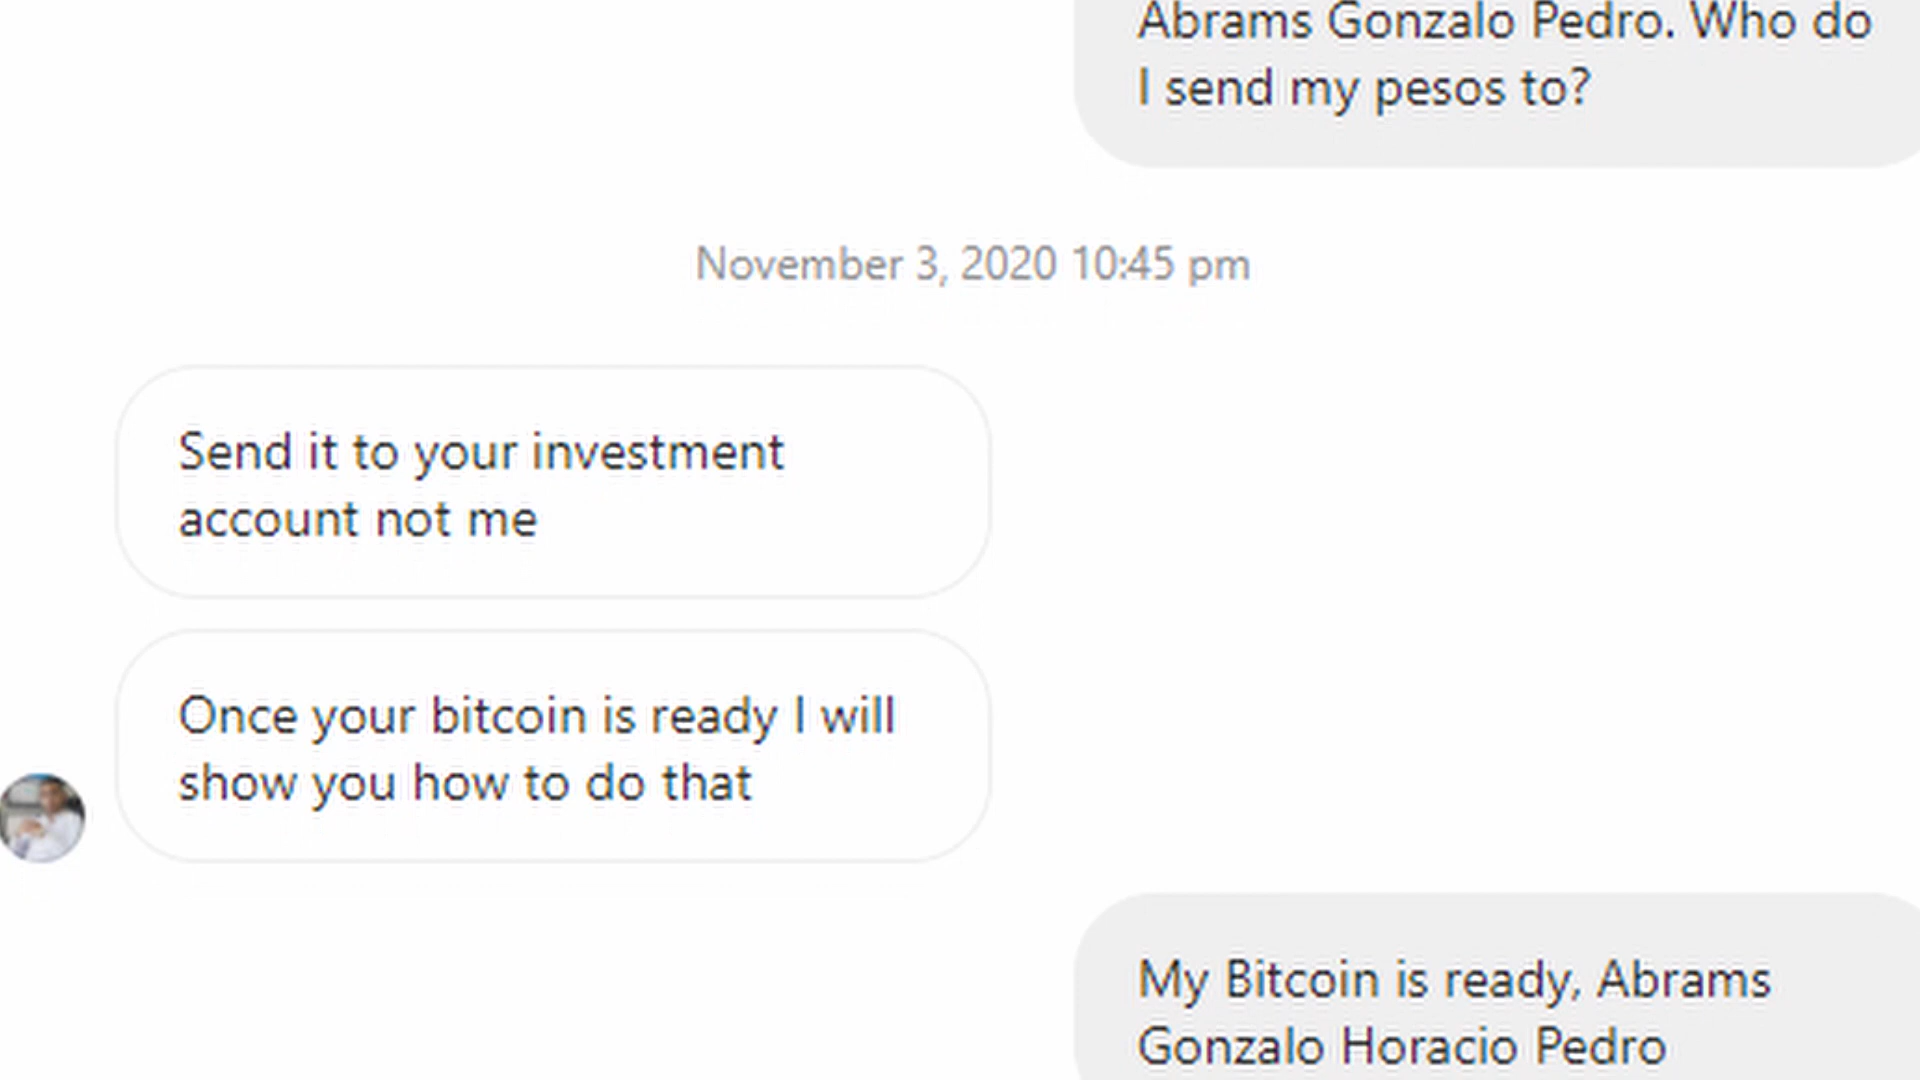 Abrams Gonzalo Pedro. Who do
I send my pesos to?
November 3, 2020 10:45 pm
Send it to your investment
account not me
Once your bitcoin is ready I will
show you how to do that
My Bitcoin is ready, Abrams
Gonzalo Horacio Pedro